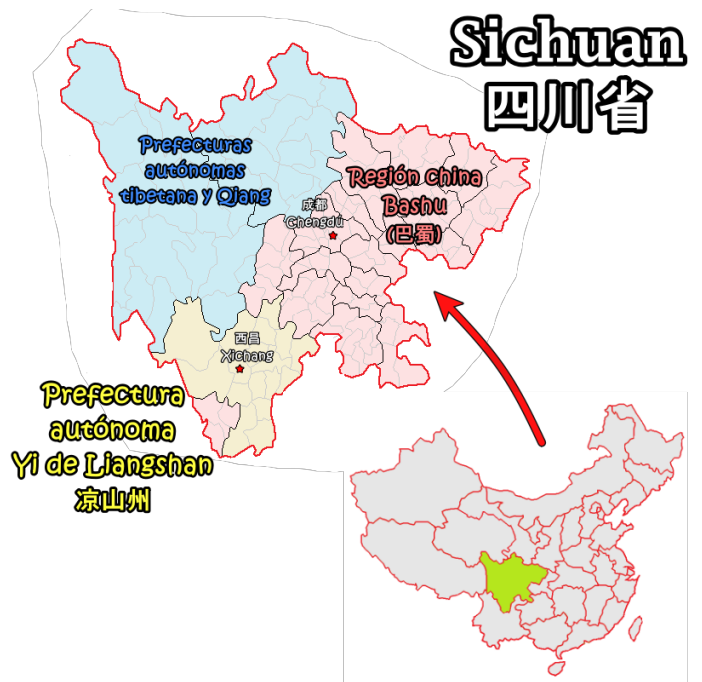 Sichuan
四川省
Prefecturas
autónomas
tibetana y Qiang
Región china
Bashu
(巴蜀)
成都
Chengdú
西昌
Xichang
Prefectura
autónoma
Yi de Liangshan
凉山州